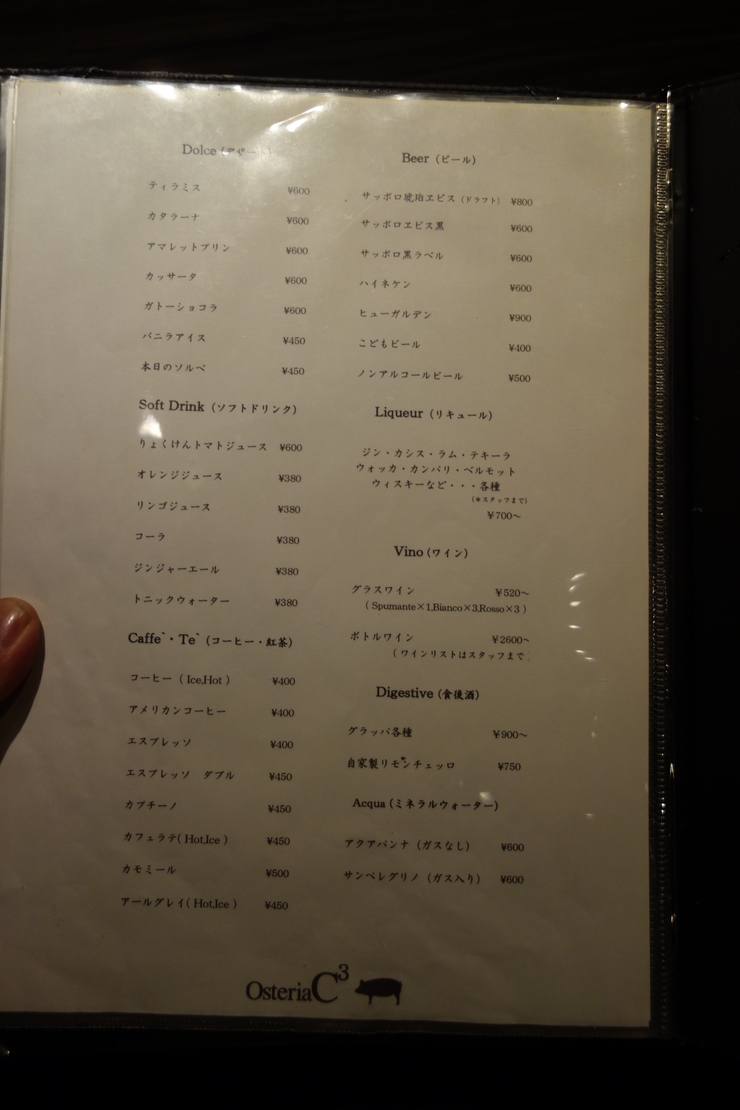 Dolce (デザート)
ティラミス ¥600
カタラーナ ¥600
アマレットプリン ¥600
カッサータ ¥600
ガトーショコラ ¥600
バニラアイス ¥450
本日のソルベ ¥450
Soft Drink (ソフトドリンク)
りょくけんトマトジュース ¥600
オレンジジュース ¥380
リンゴジュース ¥380
コーラ ¥380
ジンジャーエール ¥380
トニックウォーター ¥380
Caffe`・Te` (コーヒー・紅茶)
コーヒー ( Ice,Hot ) ¥400
アメリカンコーヒー ¥400
エスプレッソ ¥400
エスプレッソ ダブル ¥450
カプチーノ ¥450
カフェラテ( Hot,Ice ) ¥450
カモミール ¥500
アールグレイ( Hot,Ice ) ¥450
Beer (ビール)
サッポロ琥珀ヱビス (ドラフト) ¥800
サッポロヱビス黒 ¥600
サッポロ黒ラベル ¥600
ハイネケン ¥600
ヒューガルデン ¥900
こどもビール ¥400
ノンアルコールビール ¥500
Liqueur (リキュール)
ジン・カシス・ラム・テキーラ
ウォッカ・カンパリ・ベルモット
ウィスキーなど・・・各種
(※スタッフまで)
¥700～
Vino (ワイン)
グラスワイン ¥520～
( Spumante×1,Bianco×3,Rosso×3 )
ボトルワイン ¥2600～
( ワインリストはスタッフまで
Digestive (食後酒)
グラッパ各種 ¥900～
自家製リモンチェッロ ¥750
Acqua (ミネラルウォーター)
アクアパンナ (ガスなし) ¥600
サンペレグリノ (ガス入り) ¥600
Osteria C³